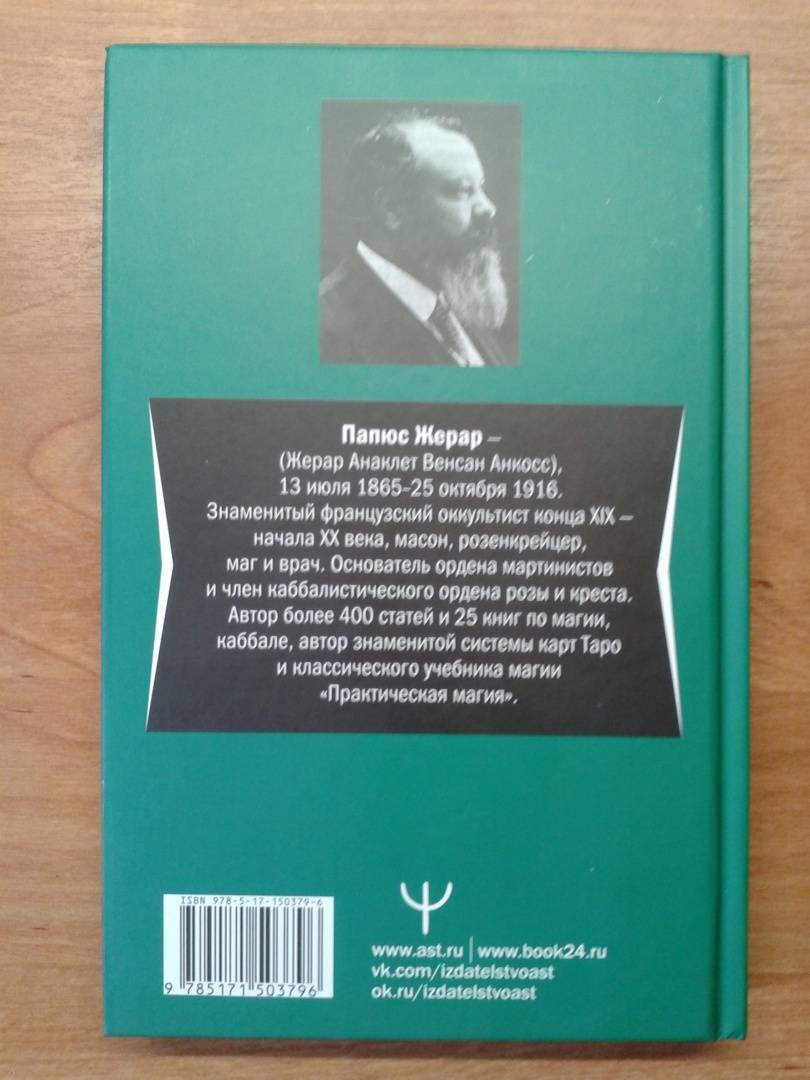 Папюс Жерар –
(Жерар Анаклет Венсан Анкосс),
13 июля 1865–25 октября 1916.
Знаменитый французский оккультист конца XIX –
начала XX века, масон, розенкрейцер,
маг и врач. Основатель ордена мартинистов
и член каббалистического ордена розы и креста.
Автор более 400 статей и 25 книг по магии,
каббале, автор знаменитой системы карт Таро
и классического учебника магии
«Практическая магия».
ISBN 978-5-17-150379-6
9 785171 503796
www.ast.ru | www.book24.ru
vk.com/izdatelstvoast
ok.ru/izdatelstvoast